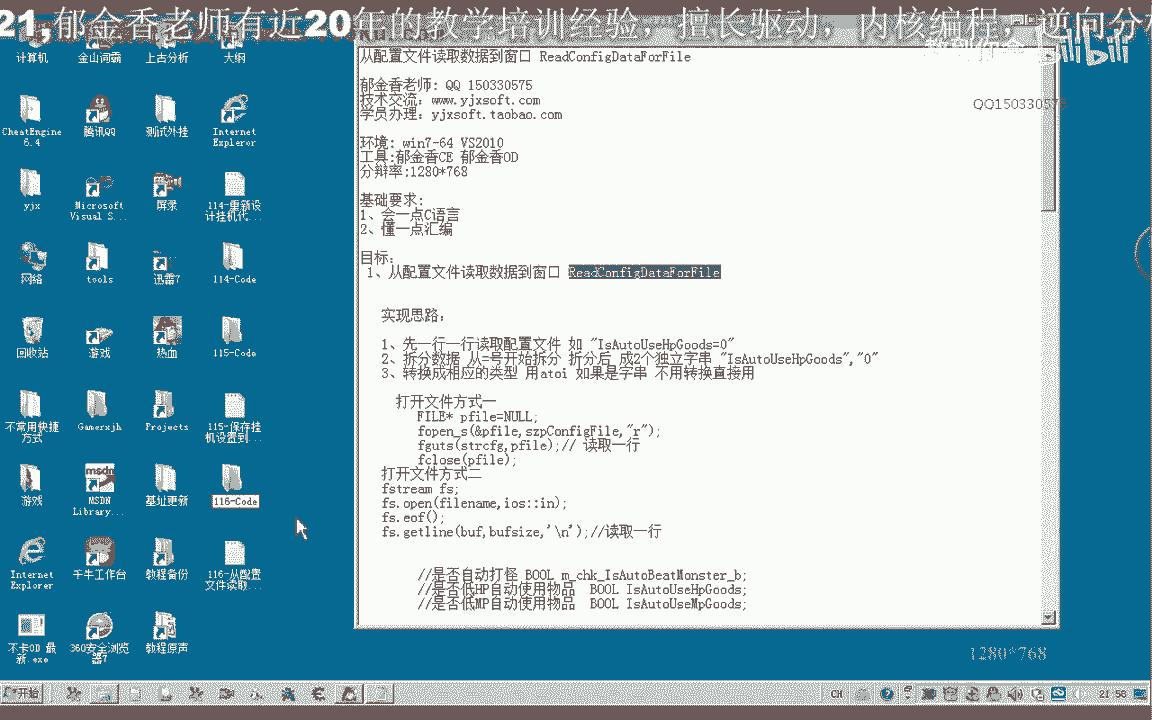 21,郁金香老师有近20年的教学培训经验，擅长驱动，内核编程，逆向分
bilibili
QQ150330575
从配置文件读取数据到窗口 ReadConfigDataForFile
郁金香老师: QQ 150330575
技术交流: www.yjxsoft.com
学员办理: yjxsoft.taobao.com
环境: win7-64 VS2010
工具:郁金香CE 郁金香OD
分辩率:1280*768
基础要求:
1、会一点C语言
2、懂一点汇编
目标:
1、从配置文件读取数据到窗口 ReadConfigDataForFile
实现思路:
1、先一行一行读取配置文件 如 "IsAutoUseHpGoods=0"
2、拆分数据 从=号开始拆分 折分后 成2个独立字串 "IsAutoUseHpGoods","0"
3、转换成相应的类型 用atoi 如果是字串 不用转换直接用
打开文件方式一
FILE* pfile=NULL;
fopen_s(&pfile,szpConfigFile,"r");
fguts(strcfg,pfile);// 读取一行
fclose(pfile);
打开文件方式二
fstream fs;
fs.open(filename,ios::in);
fs.eof();
fs.getline(buf,bufsize,'\n');//读取一行
//是否自动打怪 BOOL m_chk_IsAutoBeatMonster_b;
//是否低HP自动使用物品  BOOL IsAutoUseHpGoods;
//是否低MP自动使用物品  BOOL IsAutoUseMpGoods;
计算机 金山词霸 上古分析 大纲
CheatEngine 6.4 腾讯QQ 测试外挂 Internet Explorer
yjx Microsoft Visual S... 屏录 114-重新设计挂机代...
网络 tools 迅雷7 114-Code
回收站 游戏 热血 115-Code
不常用快捷方式 Gamerxjh Projects 115-保存挂机设置到...
游戏 MSDN Library... 基址更新 116-Code
Internet Explorer 千牛工作台 教程备份 116-从配置文件读取...
不卡OD 最新.exe 360安全浏览器7 教程原声
1280*768
开始 CH 21:58